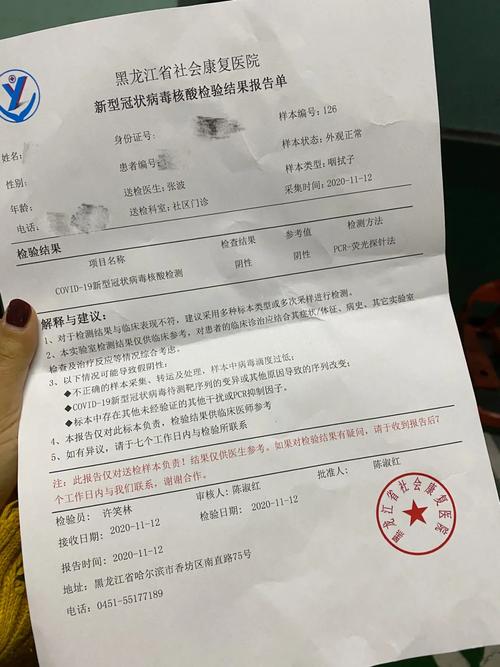 黑龙江省社会康复医院
新型冠状病毒核酸检验结果报告单
姓名:
身份证号:
样本编号: 126
性别:
患者编号
样本状态: 外观正常
年龄:
送检医生: 张波
样本类型: 咽拭子
电话:
送检科室: 社区门诊
采集时间: 2020-11-12
检验结果
项目名称 检查结果 参考值 检测方法
COVID-19新型冠状病毒核酸检测 阴性 阴性 PCR-荧光探针法
解释与建议:
1、对于检测结果与临床表现不符，建议采用多种标本类型或多次采样进行检测。
2、本实验室检测结果仅供临床参考，对患者的临床诊治应结合其症状/体征、病史、其它实验室
检查及治疗反应等情况综合考虑。
3、以下情况可能导致假阴性:
◆不正确的样本采集、转运及处理，样本中病毒滴度过低;
◆COVID-19新型冠状病毒待测靶序列的变异或其他原因导致的序列改变;
◆标本中存在其他未经验证的其他干扰或PCR抑制因子。
4、本报告仅对此标本负责，检验结果供临床医师参考
5、如有异议，请于七个工作日内与检验所联系
注: 此报告仅对送检样本负责! 结果仅供医生参考。如果对检验结果有疑问，请于收到报告后7
个工作日内与我们联系，谢谢合作。
检验员: 许笑林 审核人: 陈淑红 批准人: 陈淑红
接收日期: 2020-11-12 检验日期: 2020-11-12
报告时间: 2020-11-12
地址: 黑龙江省哈尔滨市香坊区南直路75号
电话: 0451-55177189
黑龙江省社会康复医院